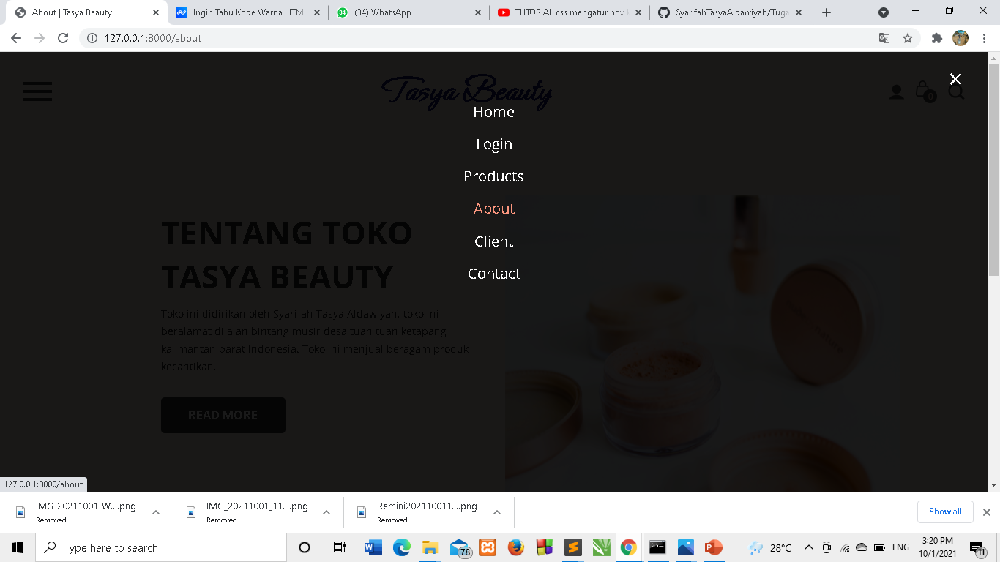 About | Tasya Beauty
Ingin Tahu Kode Warna HTML
(34) WhatsApp
TUTORIAL css mengatur box
SyarifahTasyaAldawiyah/Tuga
127.0.0.1:8000/about
Tasya Beauty
0
Home
Login
Products
About
Client
Contact
TENTANG TOKO
TASYA BEAUTY
Toko ini didirikan oleh Syarifah Tasya Aldawiyah, toko ini
beralamat dijalan bintang musir desa tuan tuan ketapang
kalimantan barat Indonesia. Toko ini menjual beragam produk
kecantikan.
READ MORE
127.0.0.1:8000/about
IMG-20211001-W....png
Removed
IMG_20211001_11....png
Removed
Remini202110011....png
Removed
Show all
Type here to search
78
28°C
ENG
3:20 PM
10/1/2021
11